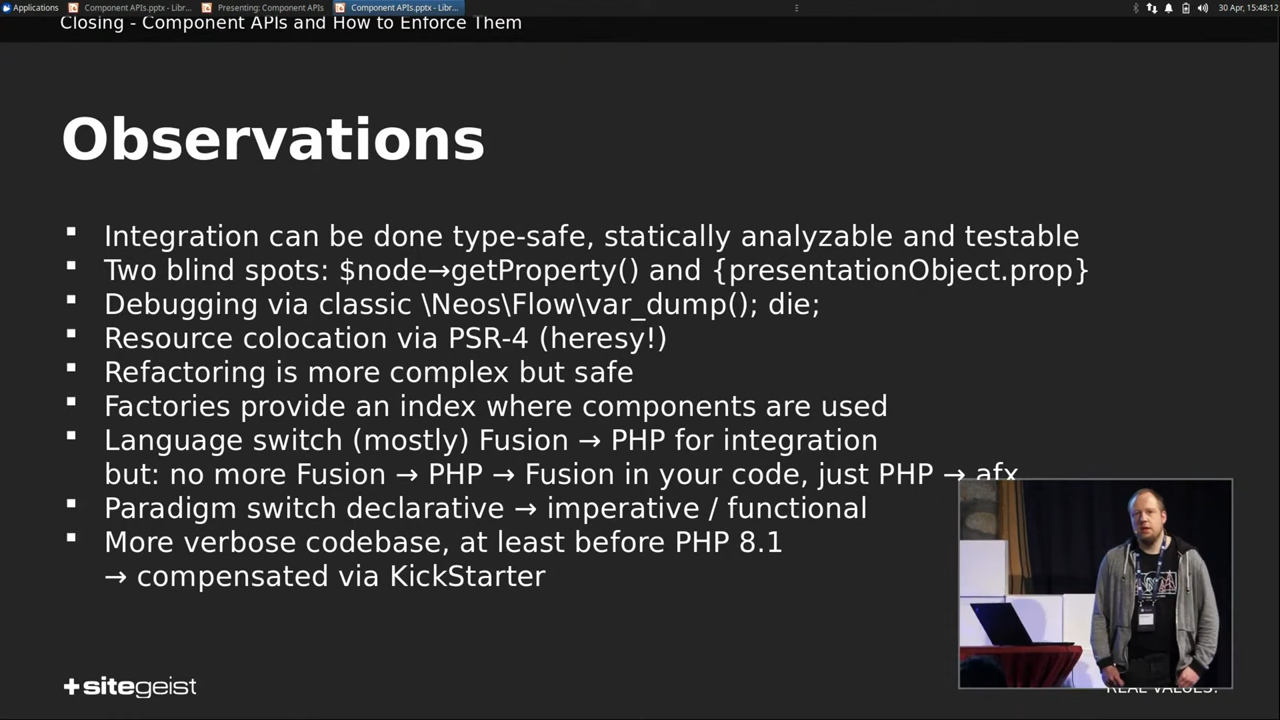 Applications
Component APIs.pptx - Libr...
Presenting: Component APIs
Component APIs.pptx - Libr...
30 Apr, 15:48:12
Closing - Component APIs and How to Enforce Them
Observations
▪ Integration can be done type-safe, statically analyzable and testable
▪ Two blind spots: $node→getProperty() and {presentationObject.prop}
▪ Debugging via classic \Neos\Flow\var_dump(); die;
▪ Resource colocation via PSR-4 (heresy!)
▪ Refactoring is more complex but safe
▪ Factories provide an index where components are used
▪ Language switch (mostly) Fusion → PHP for integration
but: no more Fusion → PHP → Fusion in your code, just PHP → afx
▪ Paradigm switch declarative → imperative / functional
▪ More verbose codebase, at least before PHP 8.1
→ compensated via KickStarter
+sitegeist
REAL VALUES.